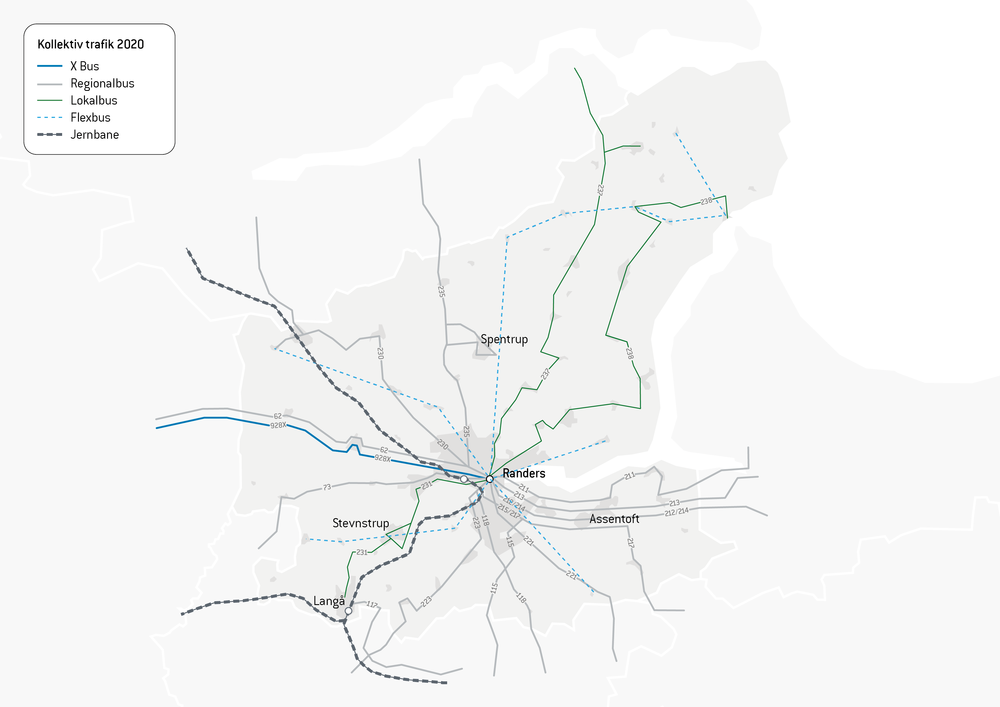 Kollektiv trafik 2020
X Bus
Regionalbus
Lokalbus
Flexbus
Jernbane
237
238
235
Spentrup
230
238
237
62
928X
235
230
62
928X
Randers
73
231
211
211
213
212/214
215/217
213
212/214
Assentoft
Stevnstrup
223
118
115
221
217
231
221
115
118
Langå
117
223